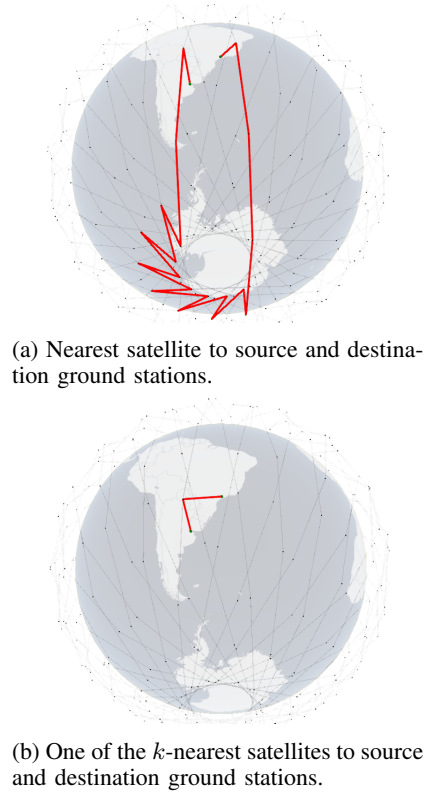 (a) Nearest satellite to source and destina-
tion ground stations.
(b) One of the k-nearest satellites to source
and destination ground stations.